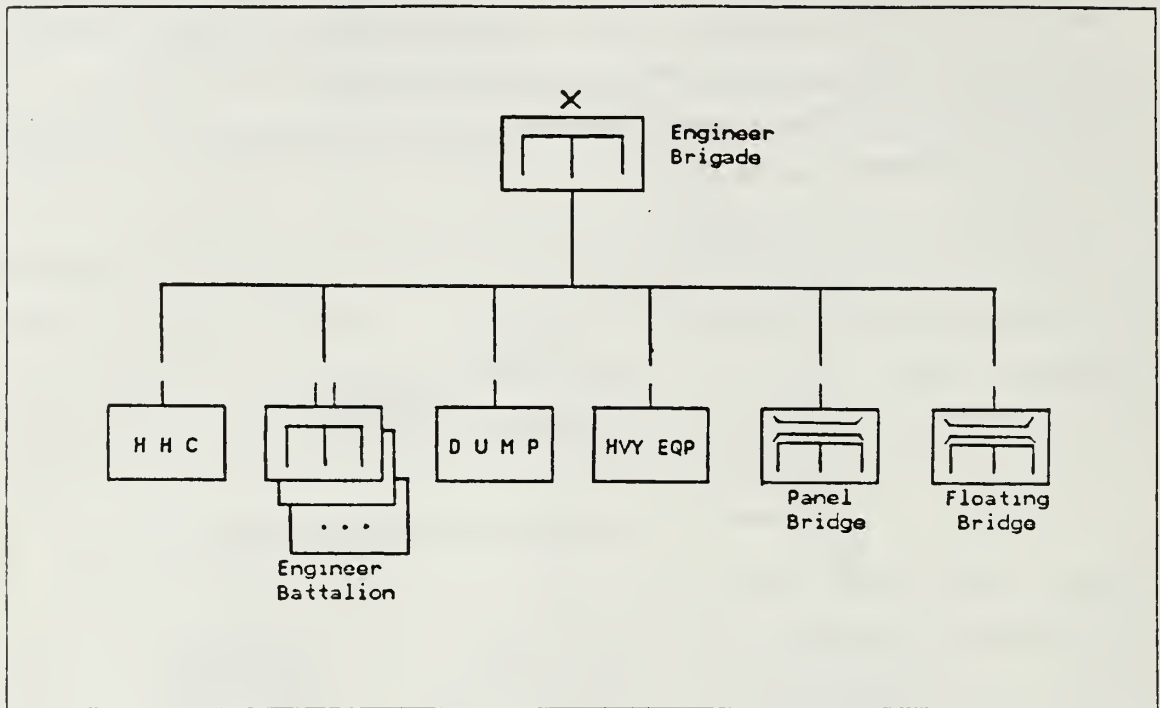 X
Engineer
Brigade
H H C
D U M P
HVY EQP
. . .
Engineer
Battalion
Panel
Bridge
Floating
Bridge